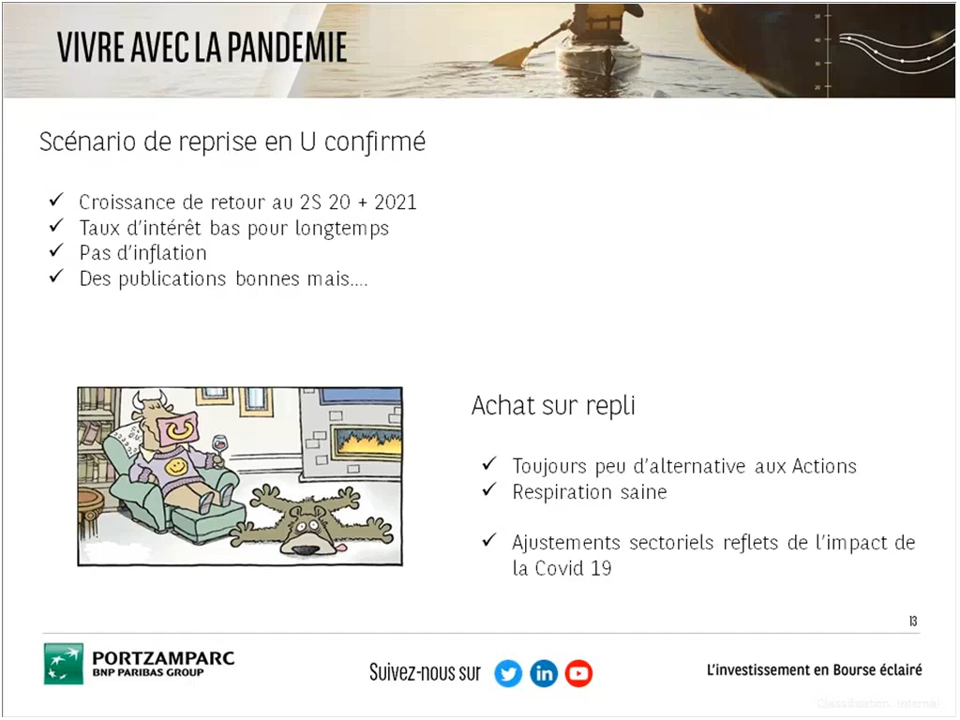 VIVRE AVEC LA PANDEMIE
Scénario de reprise en U confirmé
✓ Croissance de retour au 2S 20 + 2021
✓ Taux d'intérêt bas pour longtemps
✓ Pas d'inflation
✓ Des publications bonnes mais....
Achat sur repli
✓ Toujours peu d'alternative aux Actions
✓ Respiration saine
✓ Ajustements sectoriels reflets de l'impact de
la Covid 19
13
PORTZAMPARC
BNP PARIBAS GROUP
Suivez-nous sur
L'investissement en Bourse éclairé
Classification : Internal